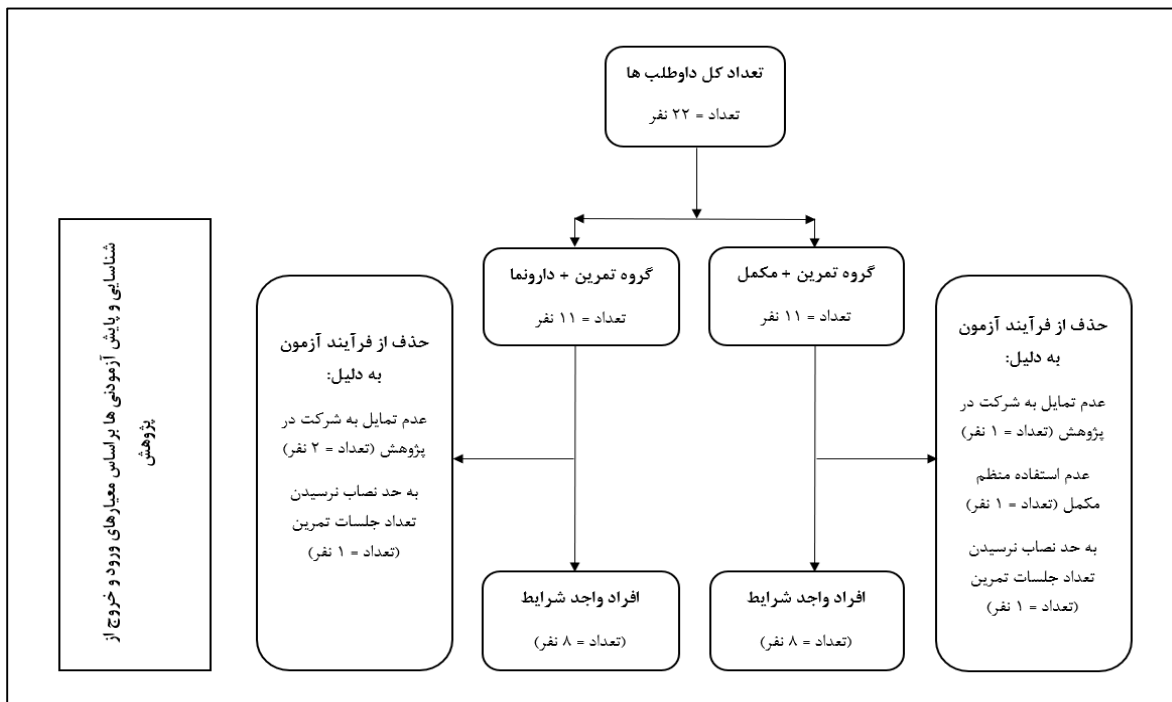 تعداد کل داوطلب ها
تعداد = ۲۲ نفر
گروه تمرین + مکمل
تعداد = ۱۱ نفر
گروه تمرین + دارونما
تعداد = ۱۱ نفر
حذف از فرآیند آزمون
به دلیل:
عدم تمایل به شرکت در
پژوهش (تعداد = ۱ نفر)
عدم استفاده منظم
مکمل (تعداد = ۱ نفر)
به حد نصاب نرسیدن
تعداد جلسات تمرین
(تعداد = ۱ نفر)
حذف از فرآیند آزمون
به دلیل:
عدم تمایل به شرکت در
پژوهش (تعداد = ۲ نفر)
به حد نصاب نرسیدن
تعداد جلسات تمرین
(تعداد = ۱ نفر)
افراد واجد شرایط
(تعداد = ۸ نفر)
افراد واجد شرایط
(تعداد = ۸ نفر)
شناسایی و پایش آزمودنی ها براساس معیارهای ورود و خروج از
پژوهش